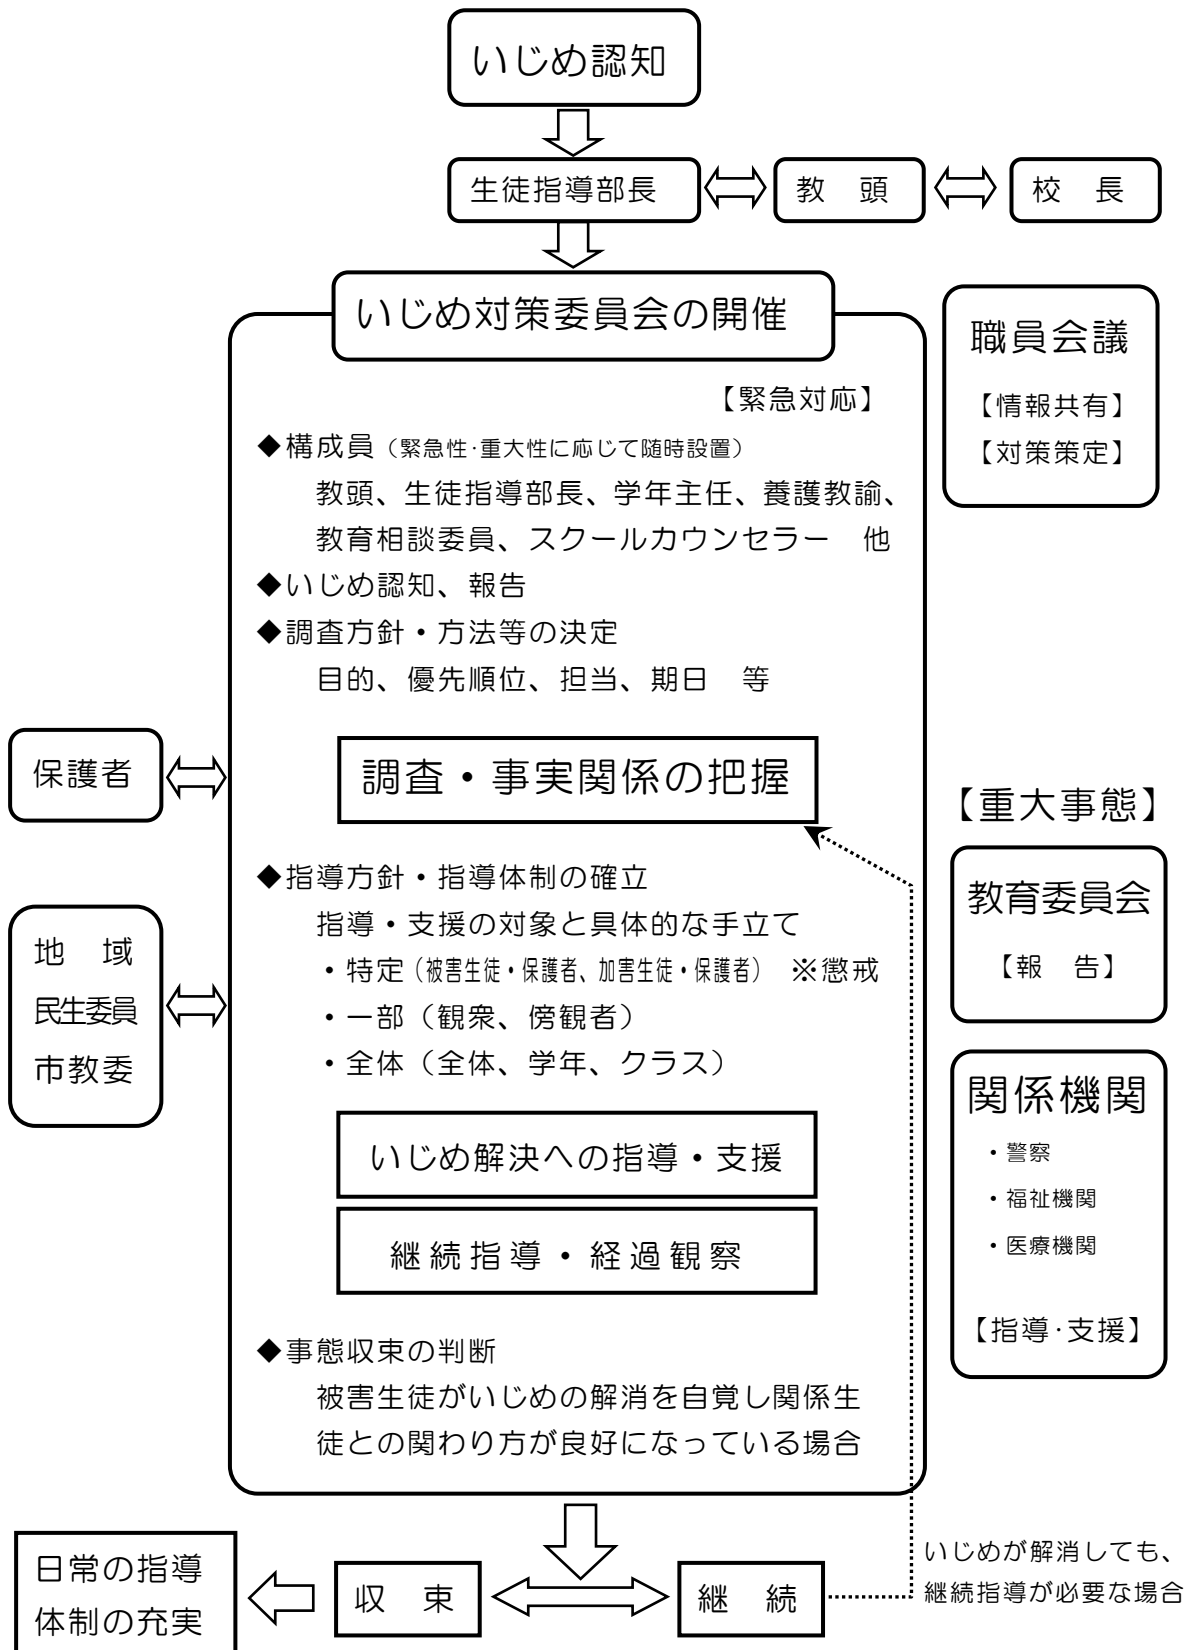 いじめ認知
生徒指導部長
教　頭
校　長
いじめ対策委員会の開催
職員会議
【情報共有】
【対策策定】
【緊急対応】
◆構成員（緊急性･重大性に応じて随時設置）
教頭、生徒指導部長、学年主任、養護教諭、
教育相談委員、スクールカウンセラー　他
◆いじめ認知、報告
◆調査方針・方法等の決定
目的、優先順位、担当、期日　等
保護者
調査・事実関係の把握
【重大事態】
教育委員会
【報　告】
◆指導方針・指導体制の確立
指導・支援の対象と具体的な手立て
・特定（被害生徒・保護者、加害生徒・保護者）　※懲戒
・一部（観衆、傍観者）
・全体（全体、学年、クラス）
地　域
民生委員
市教委
関係機関
・警察
・福祉機関
・医療機関
【指導･支援】
いじめ解決への指導・支援
継続指導・経過観察
◆事態収束の判断
被害生徒がいじめの解消を自覚し関係生
徒との関わり方が良好になっている場合
日常の指導
体制の充実
収　束
継　続
いじめが解消しても、
継続指導が必要な場合